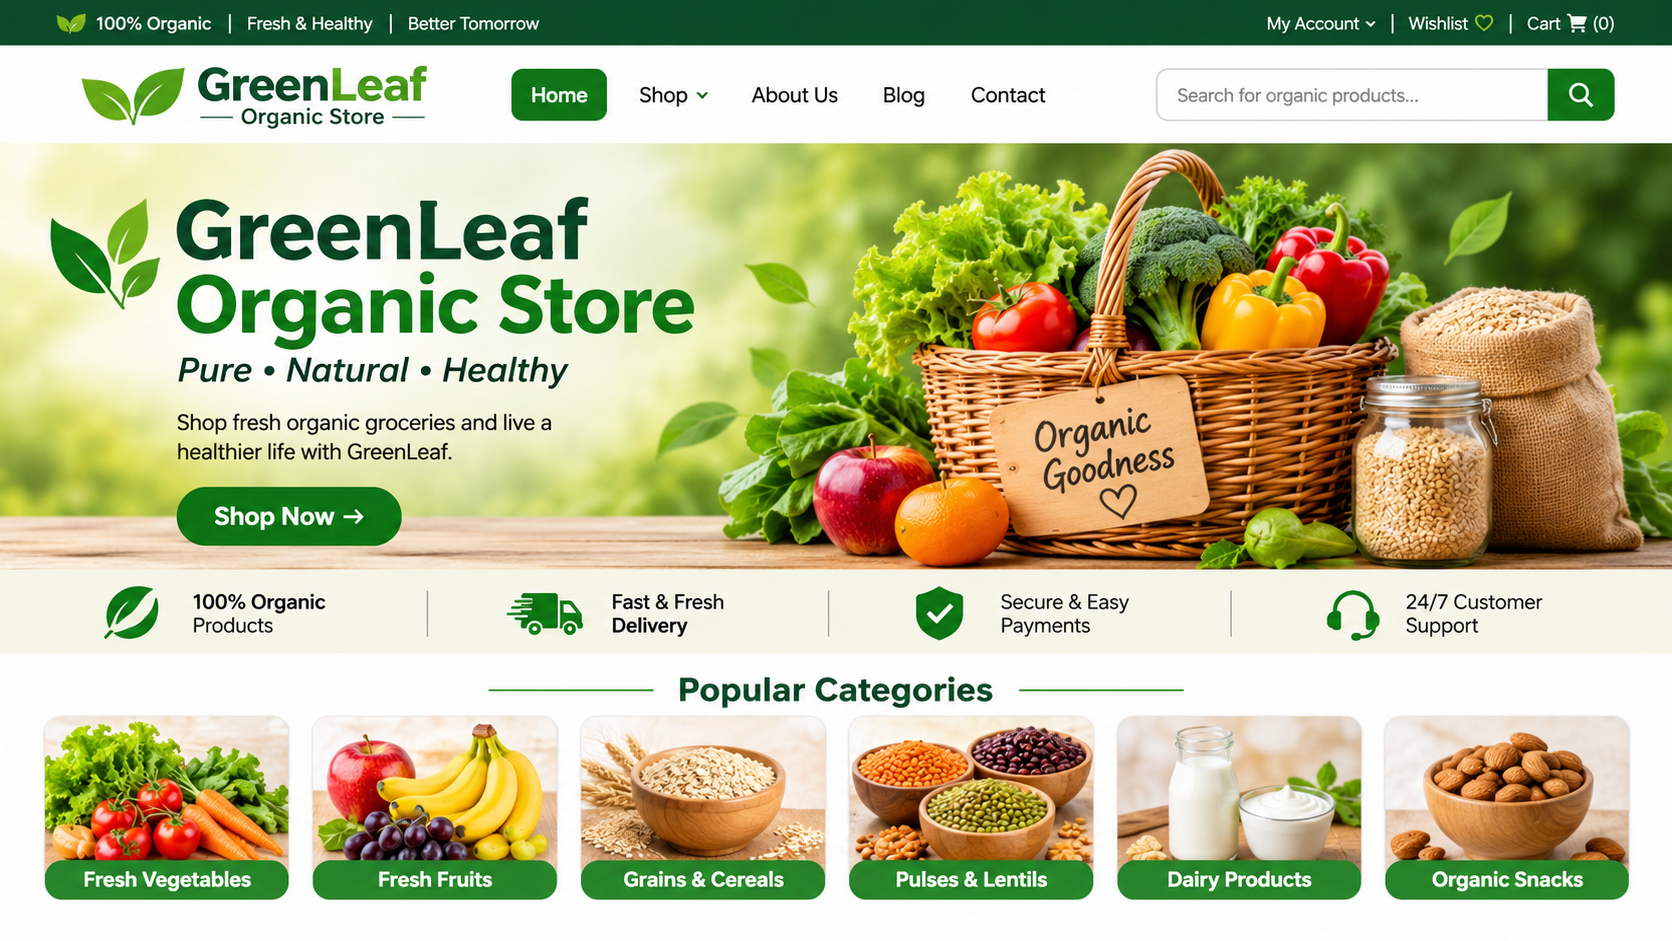 100% Organic | Fresh & Healthy | Better Tomorrow
My Account | Wishlist | Cart (0)
GreenLeaf
Organic Store
Home Shop About Us Blog Contact
Search for organic products...
GreenLeaf
Organic Store
Pure • Natural • Healthy
Shop fresh organic groceries and live a
healthier life with GreenLeaf.
Shop Now →
Organic
Goodness
100% Organic
Products
Fast & Fresh
Delivery
Secure & Easy
Payments
24/7 Customer
Support
Popular Categories
Fresh Vegetables
Fresh Fruits
Grains & Cereals
Pulses & Lentils
Dairy Products
Organic Snacks